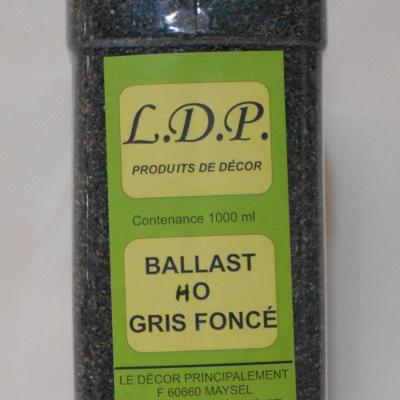 L.D.P.
PRODUITS DE DÉCOR
Contenance 1000 ml
BALLAST
HO
GRIS FONCÉ
LE DÉCOR PRINCIPALEMENT
F 60660 MAYSEL